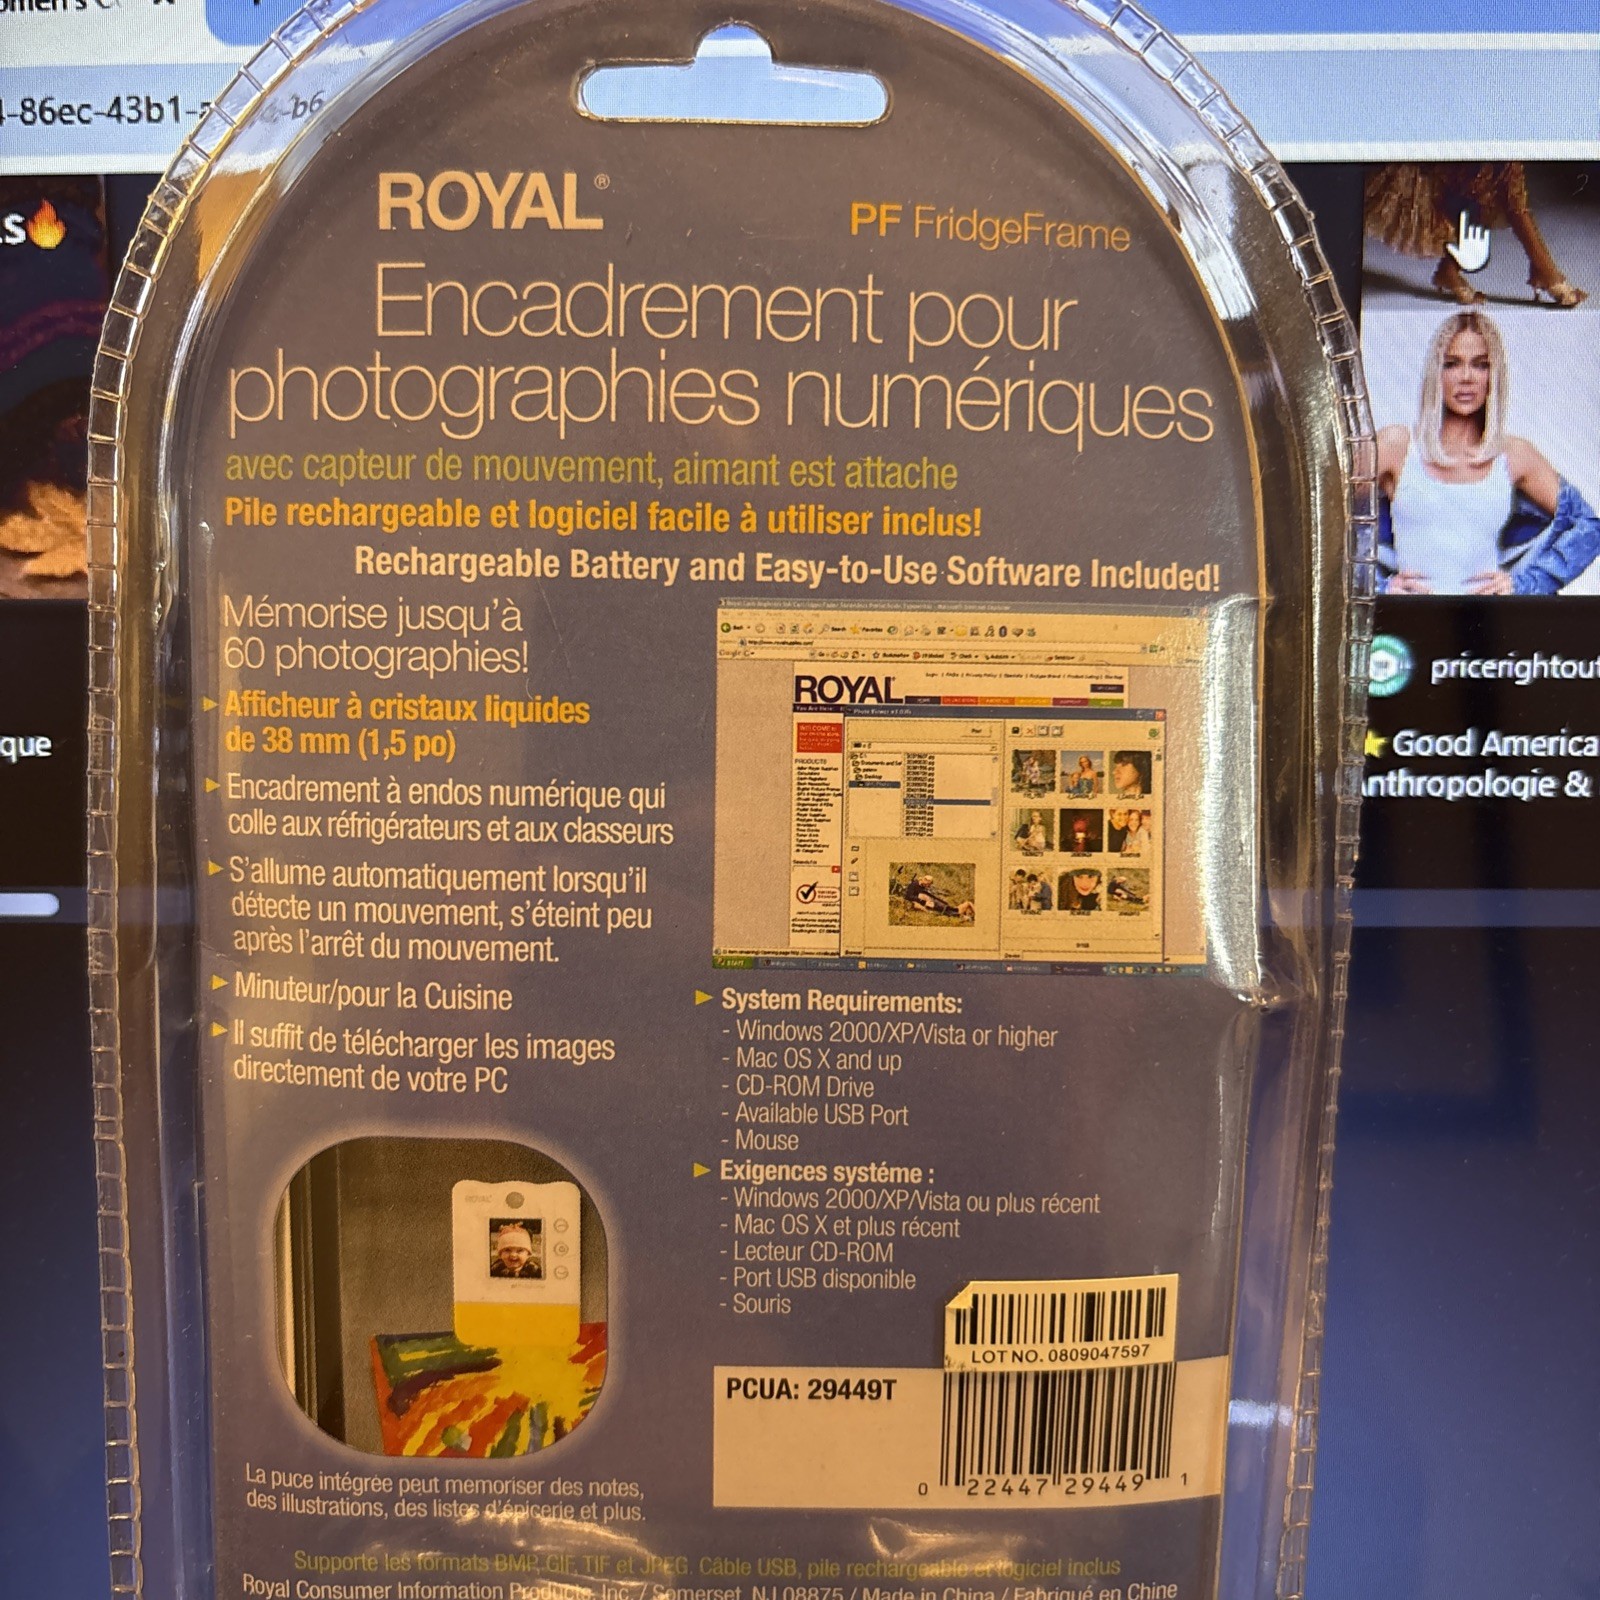 -86ec-43b1-
b6
ROYAL®
PF FridgeFrame
Encadrement pour
photographies numériques
avec capteur de mouvement, aimant est attache
Pile rechargeable et logiciel facile à utiliser inclus!
Rechargeable Battery and Easy-to-Use Software Included!
Mémorise jusqu'à
60 photographies!
Afficheur à cristaux liquides
de 38 mm (1,5 po)
Encadrement à endos numérique qui
colle aux réfrigérateurs et aux classeurs
S'allume automatiquement lorsqu'il
détecte un mouvement, s'éteint peu
après l'arrêt du mouvement.
Minuteur/pour la Cuisine
Il suffit de télécharger les images
directement de votre PC
ROYAL
PRODUCTS
System Requirements:
- Windows 2000/XP/Vista or higher
- Mac OS X and up
- CD-ROM Drive
- Available USB Port
- Mouse
Exigences systéme :
- Windows 2000/XP/Vista ou plus récent
- Mac OS X et plus récent
- Lecteur CD-ROM
- Port USB disponible
- Souris
ROYAL
LOT NO. 0809047597
PCUA: 29449T
0 22447 29449 1
La puce intégrée peut memoriser des notes,
des illustrations, des listes d'épicerie et plus.
Supporte les formats BMP, GIF, TIF et JPEG. Câble USB, pile rechargeable et logiciel inclus
Royal Consumer Information Products, Inc. / Somerset, NJ 08875 / Made in China / Fabriqué en Chine
que
pricerightout
Good America
nthropologie &